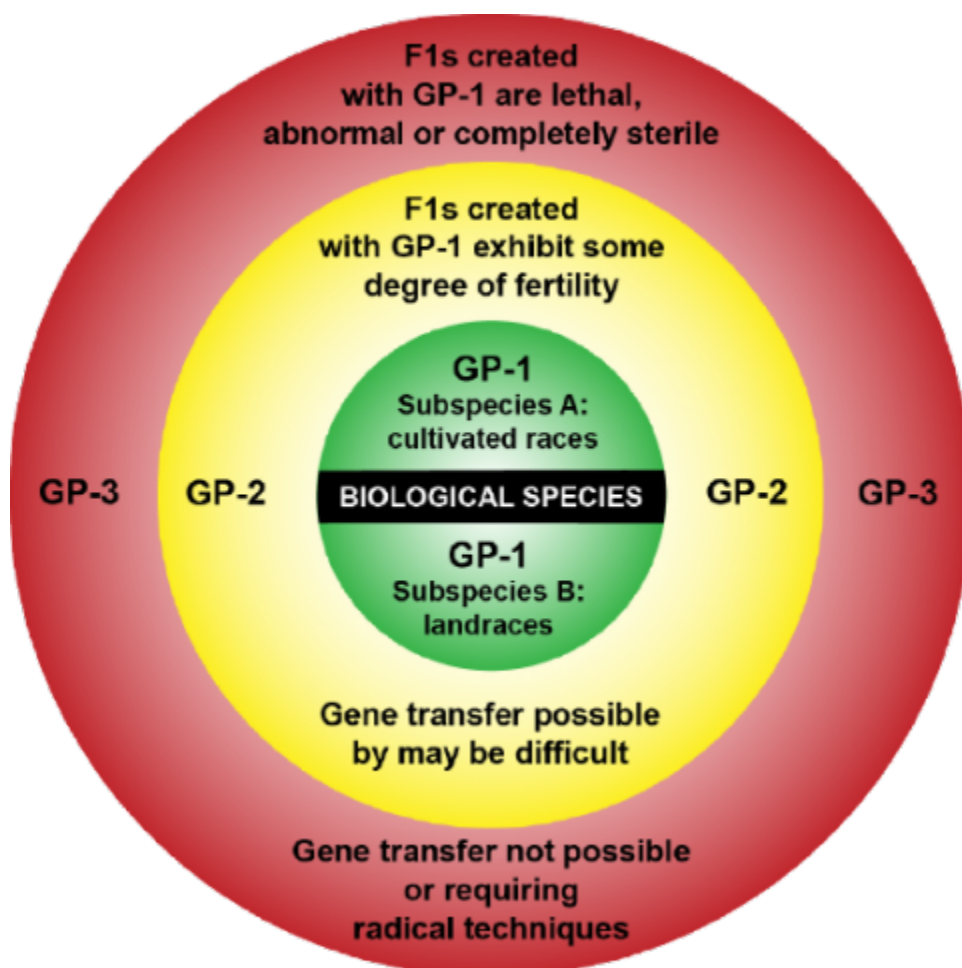 F1s created
with GP-1 are lethal,
abnormal or completely sterile
F1s created
with GP-1 exhibit some
degree of fertility
GP-1
Subspecies A:
cultivated races
GP-3 GP-2 BIOLOGICAL SPECIES GP-2 GP-3
GP-1
Subspecies B:
landraces
Gene transfer possible
by may be difficult
Gene transfer not possible
or requiring
radical techniques